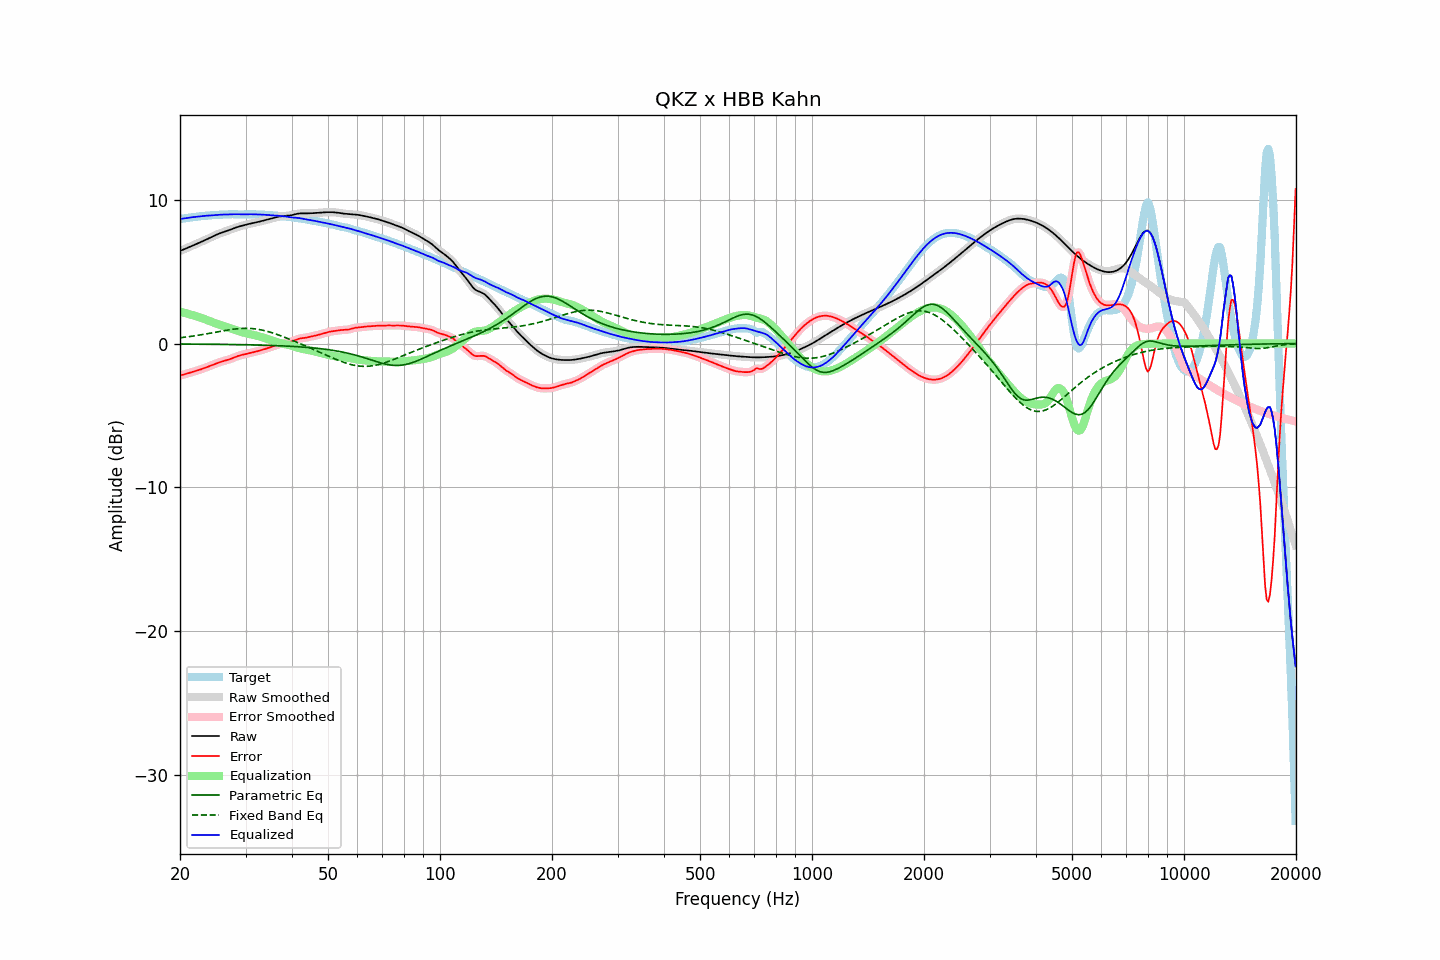 QKZ x HBB Kahn
Amplitude (dBr)
10
0
−10
−20
−30
Target
Raw Smoothed
Error Smoothed
Raw
Error
Equalization
Parametric Eq
Fixed Band Eq
Equalized
20 50 100 200 500 1000 2000 5000 10000 20000
Frequency (Hz)